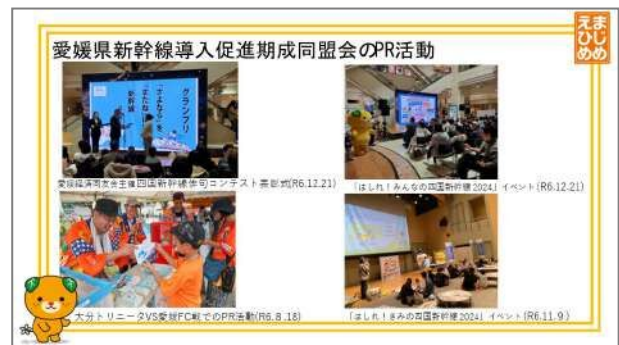 愛媛県新幹線導入促進期成同盟会のPR活動
まじめ
えひめ
グランプリ
「さよなら」を
「またね」に
新幹線
愛媛経済同友会主催四国新幹線俳句コンテスト表彰式(R6.12.21)
「はしれ！みんなの四国新幹線2024」イベント(R6.12.21)
大分トリニータVS愛媛FC戦でのPR活動(R6.8.18)
「はしれ！きみの四国新幹線2024」イベント(R6.11.9)